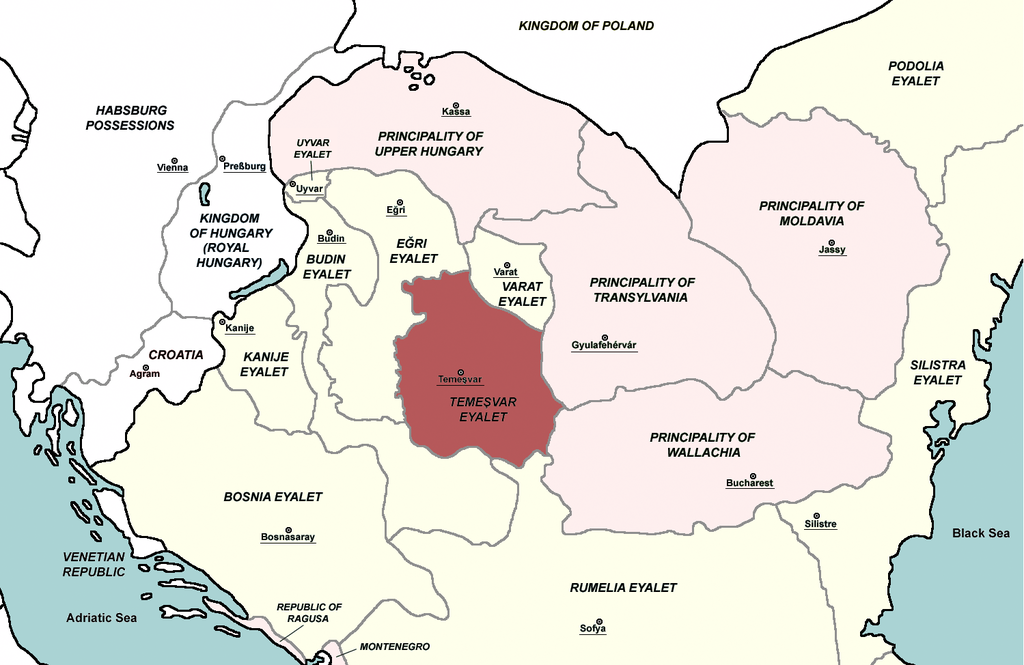 KINGDOM OF POLAND
PODOLIA
EYALET
HABSBURG
POSSESSIONS
Kassa
PRINCIPALITY OF
UPPER HUNGARY
UYVAR
EYALET
Vienna
Preßburg
Uyvar
Eğri
KINGDOM
OF HUNGARY
(ROYAL
HUNGARY)
Budin
BUDIN
EYALET
EĞRI
EYALET
Varat
VARAT
EYALET
PRINCIPALITY OF
MOLDAVIA
Jassy
PRINCIPALITY OF
TRANSYLVANIA
Gyulafehérvár
Kanije
KANIJE
EYALET
CROATIA
Agram
Temeşvar
TEMEŞVAR
EYALET
SILISTRA
EYALET
PRINCIPALITY OF
WALLACHIA
Bucharest
BOSNIA EYALET
Bosnasaray
Silistre
Black Sea
VENETIAN
REPUBLIC
Adriatic Sea
REPUBLIC OF
RAGUSA
MONTENEGRO
RUMELIA EYALET
Sofya